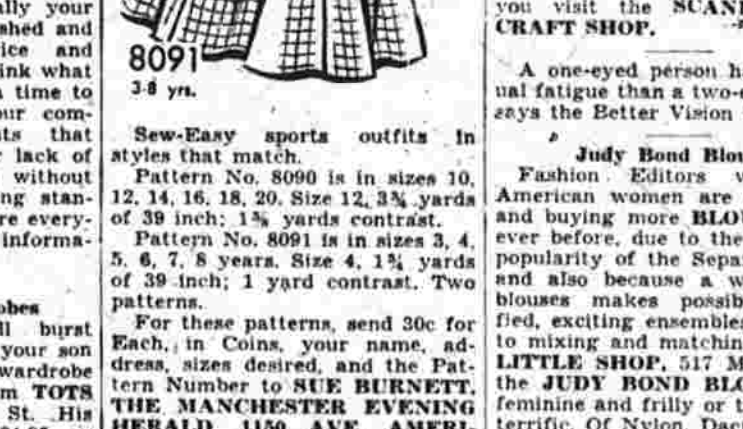 ally your
shed and
ice and
ink what
time to
our com-
ts that
lack of
without
ng stan-
re every-
informa-
obes
ll burst
your son
wardrobe
m TOTS
St. His
8091
3-8 yrs.
Sew-Easy sports outfits in
styles that match.
Pattern No. 8090 is in sizes 10,
12, 14, 16, 18, 20. Size 12, 3¾ yards
of 39 inch; 1⅝ yards contrast.
Pattern No. 8091 is in sizes 3, 4,
5, 6, 7, 8 years. Size 4, 1¾ yards
of 39 inch; 1 yard contrast. Two
patterns.
For these patterns, send 30c for
Each, in Coins, your name, ad-
dress, sizes desired, and the Pat-
tern Number to SUE BURNETT,
THE MANCHESTER EVENING
HERALD, 1150 AVE. AMERI-
you visit the SCAN
CRAFT SHOP.
A one-eyed person h
ual fatigue than a two-
says the Better Vision
Judy Bond Blou
Fashion Editors
American women are
and buying more BLO
ever before, due to the
popularity of the Sepa
and also because a w
blouses makes possib
fied, exciting ensembles
to mixing and matchin
LITTLE SHOP, 517 M
the JUDY BOND BLO
feminine and frilly or t
terrific. Of Nylon, Dac